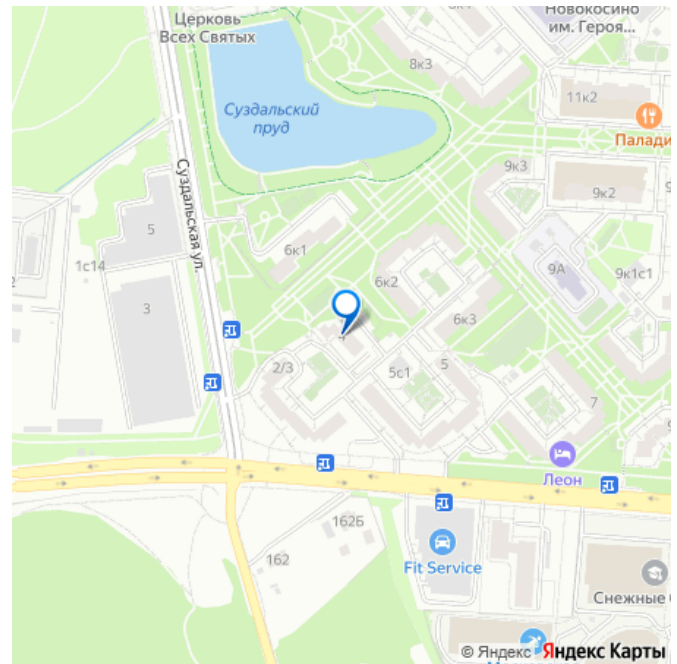 Церковь
Всех Святых
Новокосино
им. Героя...
8к3
11к2
Суздальский
пруд
Палади
9к3
9к2
Суздальская ул.
5
6к1
1с14
9А
6к2
9к1с1
3
6к3
4
2/3
5с1
5
7
Леон
162Б
162
Fit Service
Снежные
© Яндекс Яндекс Карты